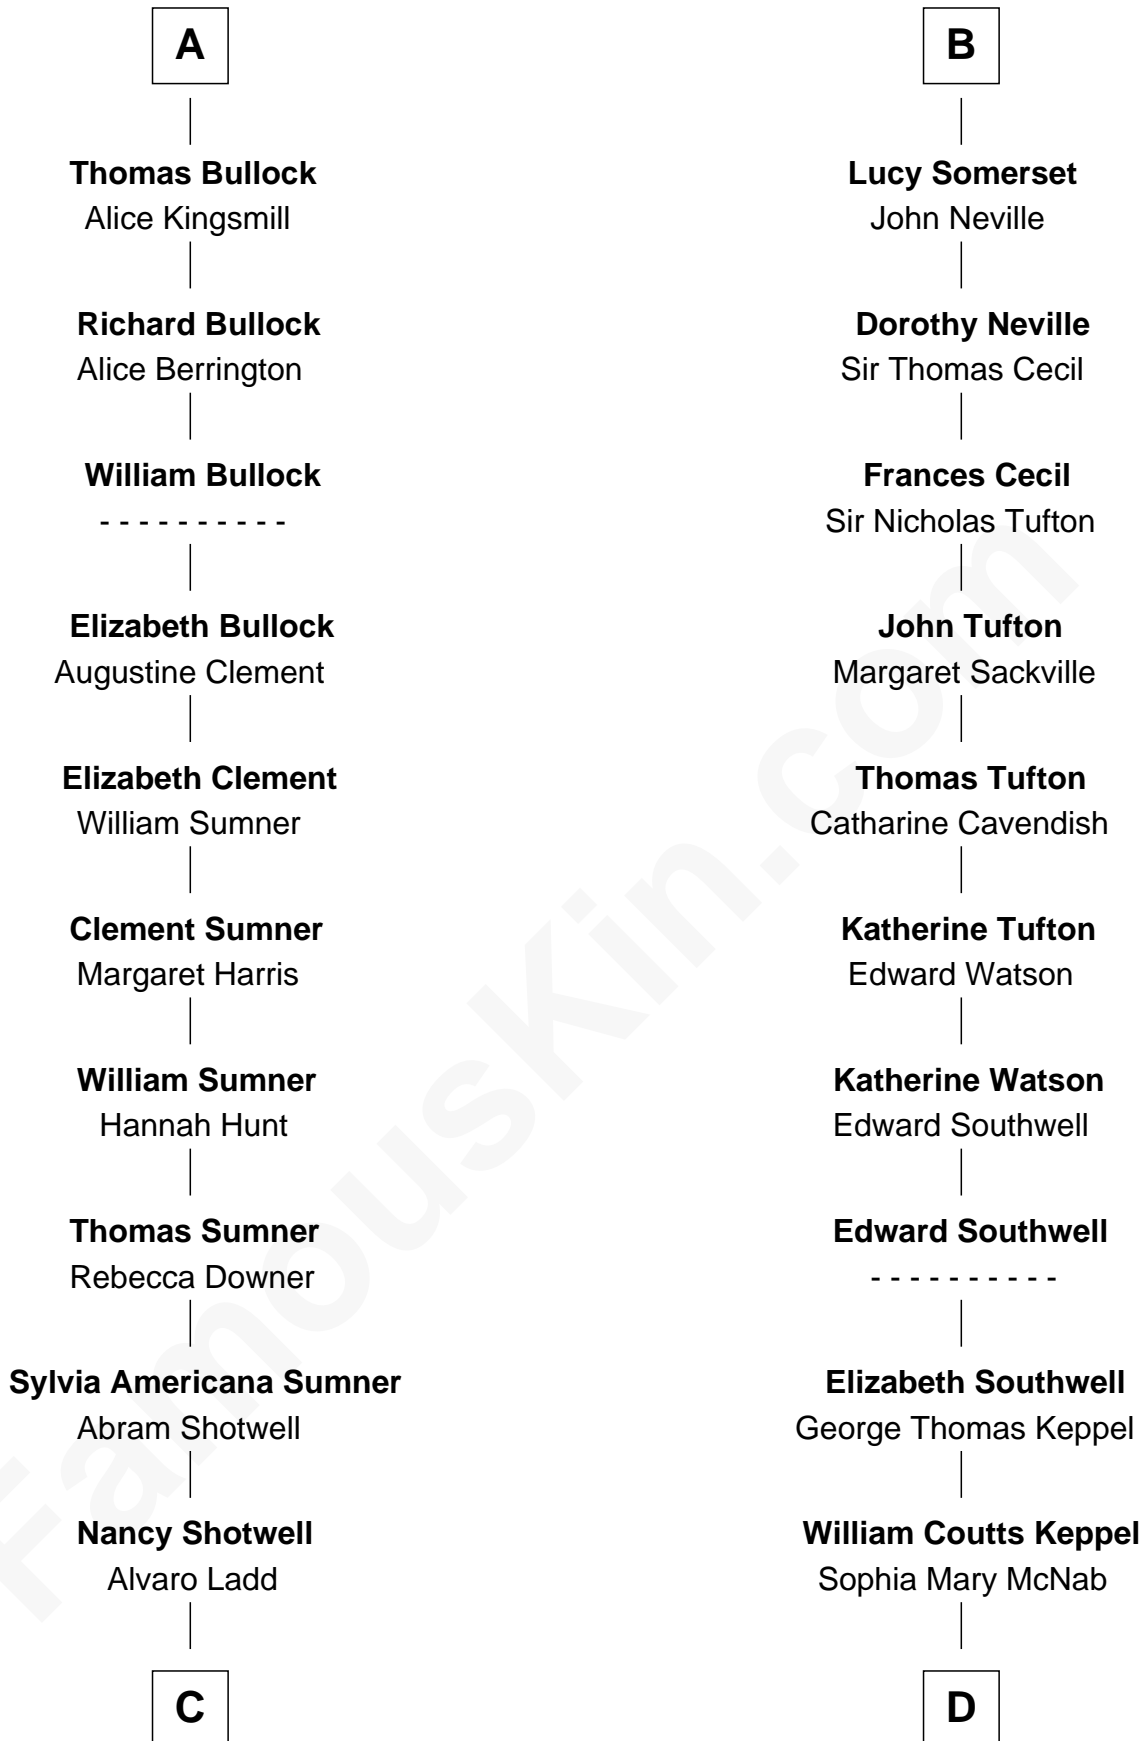 A
Thomas Bullock
Alice Kingsmill
Richard Bullock
Alice Berrington
William Bullock
- - - - - - - - - -
Elizabeth Bullock
Augustine Clement
Elizabeth Clement
William Sumner
Clement Sumner
Margaret Harris
William Sumner
Hannah Hunt
Thomas Sumner
Rebecca Downer
Sylvia Americana Sumner
Abram Shotwell
Nancy Shotwell
Alvaro Ladd
C
B
Lucy Somerset
John Neville
Dorothy Neville
Sir Thomas Cecil
Frances Cecil
Sir Nicholas Tufton
John Tufton
Margaret Sackville
Thomas Tufton
Catharine Cavendish
Katherine Tufton
Edward Watson
Katherine Watson
Edward Southwell
Edward Southwell
- - - - - - - - - -
Elizabeth Southwell
George Thomas Keppel
William Coutts Keppel
Sophia Mary McNab
D
FamousKin.com